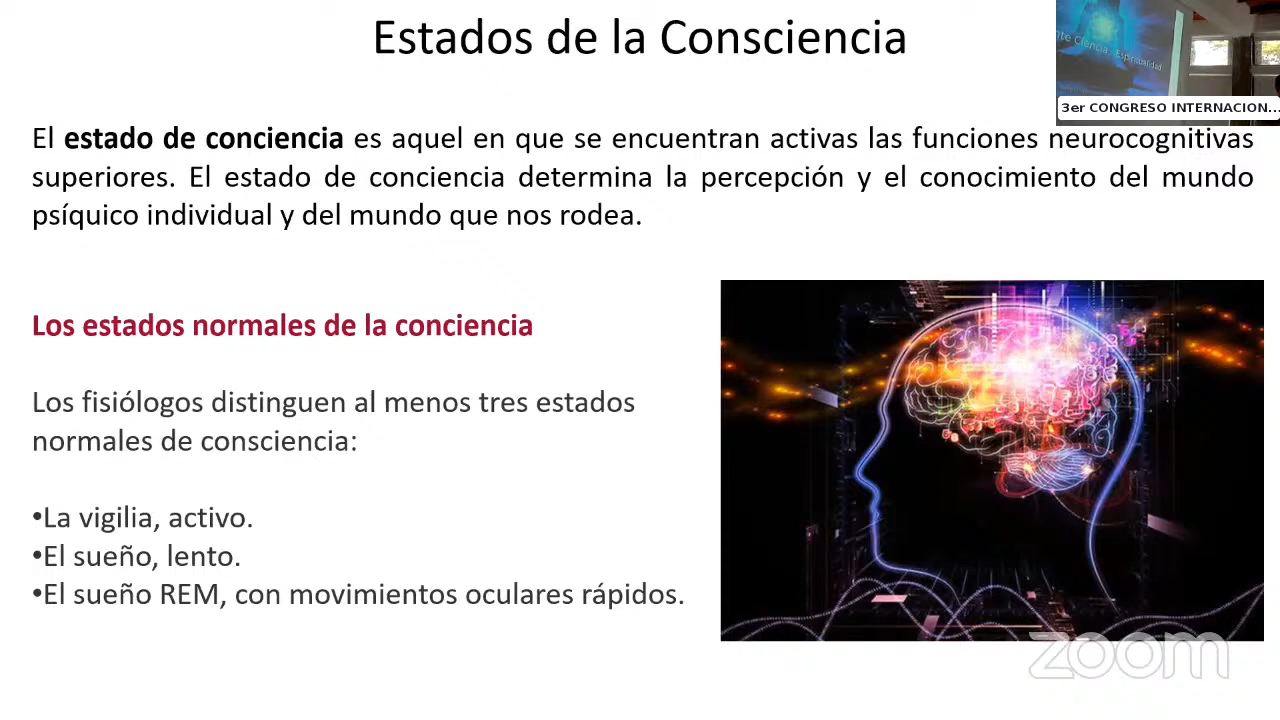 Estados de la Consciencia
nte Ciencia - Espiritualidad
3er CONGRESO INTERNACION...
El estado de conciencia es aquel en que se encuentran activas las funciones neurocognitivas
superiores. El estado de conciencia determina la percepción y el conocimiento del mundo
psíquico individual y del mundo que nos rodea.
Los estados normales de la conciencia
Los fisiólogos distinguen al menos tres estados
normales de consciencia:
•La vigilia, activo.
•El sueño, lento.
•El sueño REM, con movimientos oculares rápidos.
zoom